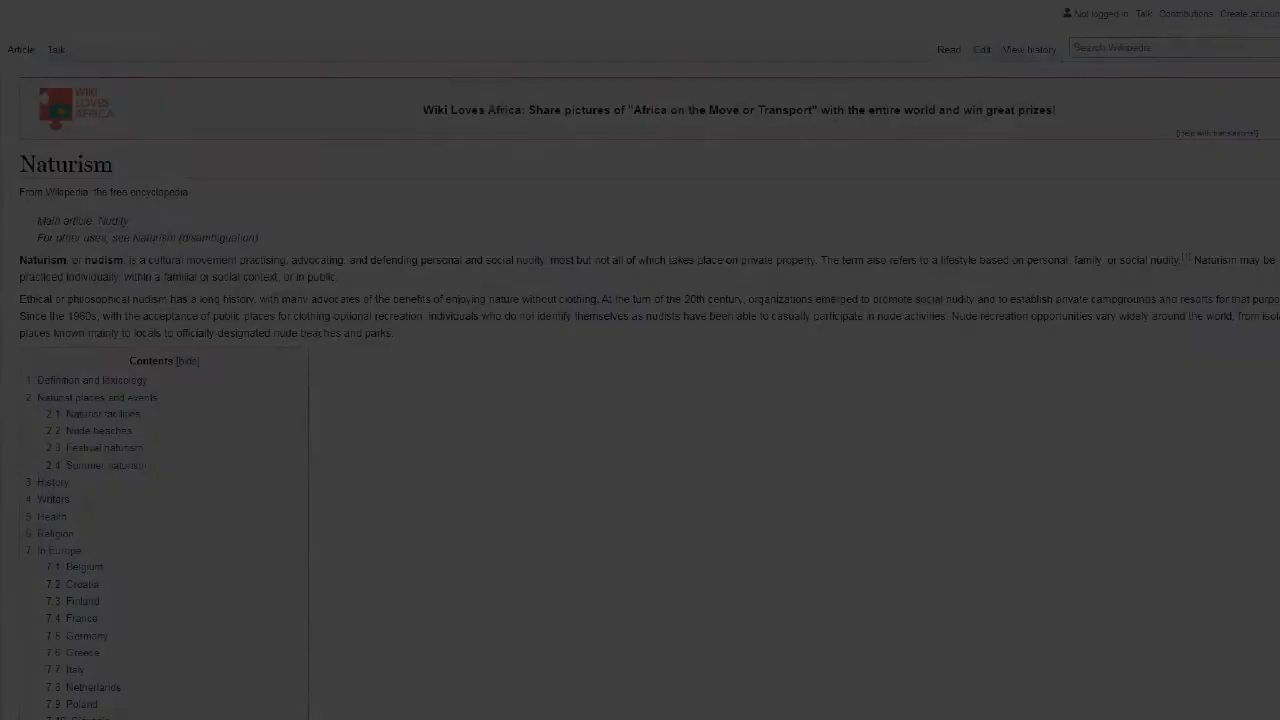 Not logged in Talk Contributions Create accoun
Article Talk Read Edit View history Search Wikipedia
WIKI
LOVES
AFRICA
Wiki Loves Africa: Share pictures of "Africa on the Move or Transport" with the entire world and win great prizes!
[Help with translations!]
Naturism
From Wikipedia, the free encyclopedia
Main article: Nudity
For other uses, see Naturism (disambiguation)
Naturism, or nudism, is a cultural movement practising, advocating, and defending personal and social nudity, most but not all of which takes place on private property. The term also refers to a lifestyle based on personal, family, or social nudity.[1] Naturism may be
practiced individually, within a familial or social context, or in public.
Ethical or philosophical nudism has a long history, with many advocates of the benefits of enjoying nature without clothing. At the turn of the 20th century, organizations emerged to promote social nudity and to establish private campgrounds and resorts for that purpo
Since the 1960s, with the acceptance of public places for clothing-optional recreation, individuals who do not identify themselves as nudists have been able to casually participate in nude activities. Nude recreation opportunities vary widely around the world, from isol
places known mainly to locals to officially-designated nude beaches and parks.
Contents [hide]
1 Definition and lexicology
2 Naturist places and events
2.1 Naturist facilities
2.2 Nude beaches
2.3 Festival naturism
2.4 Summer naturism
3 History
4 Writers
5 Health
6 Religion
7 In Europe
7.1 Belgium
7.2 Croatia
7.3 Finland
7.4 France
7.5 Germany
7.6 Greece
7.7 Italy
7.8 Netherlands
7.9 Poland